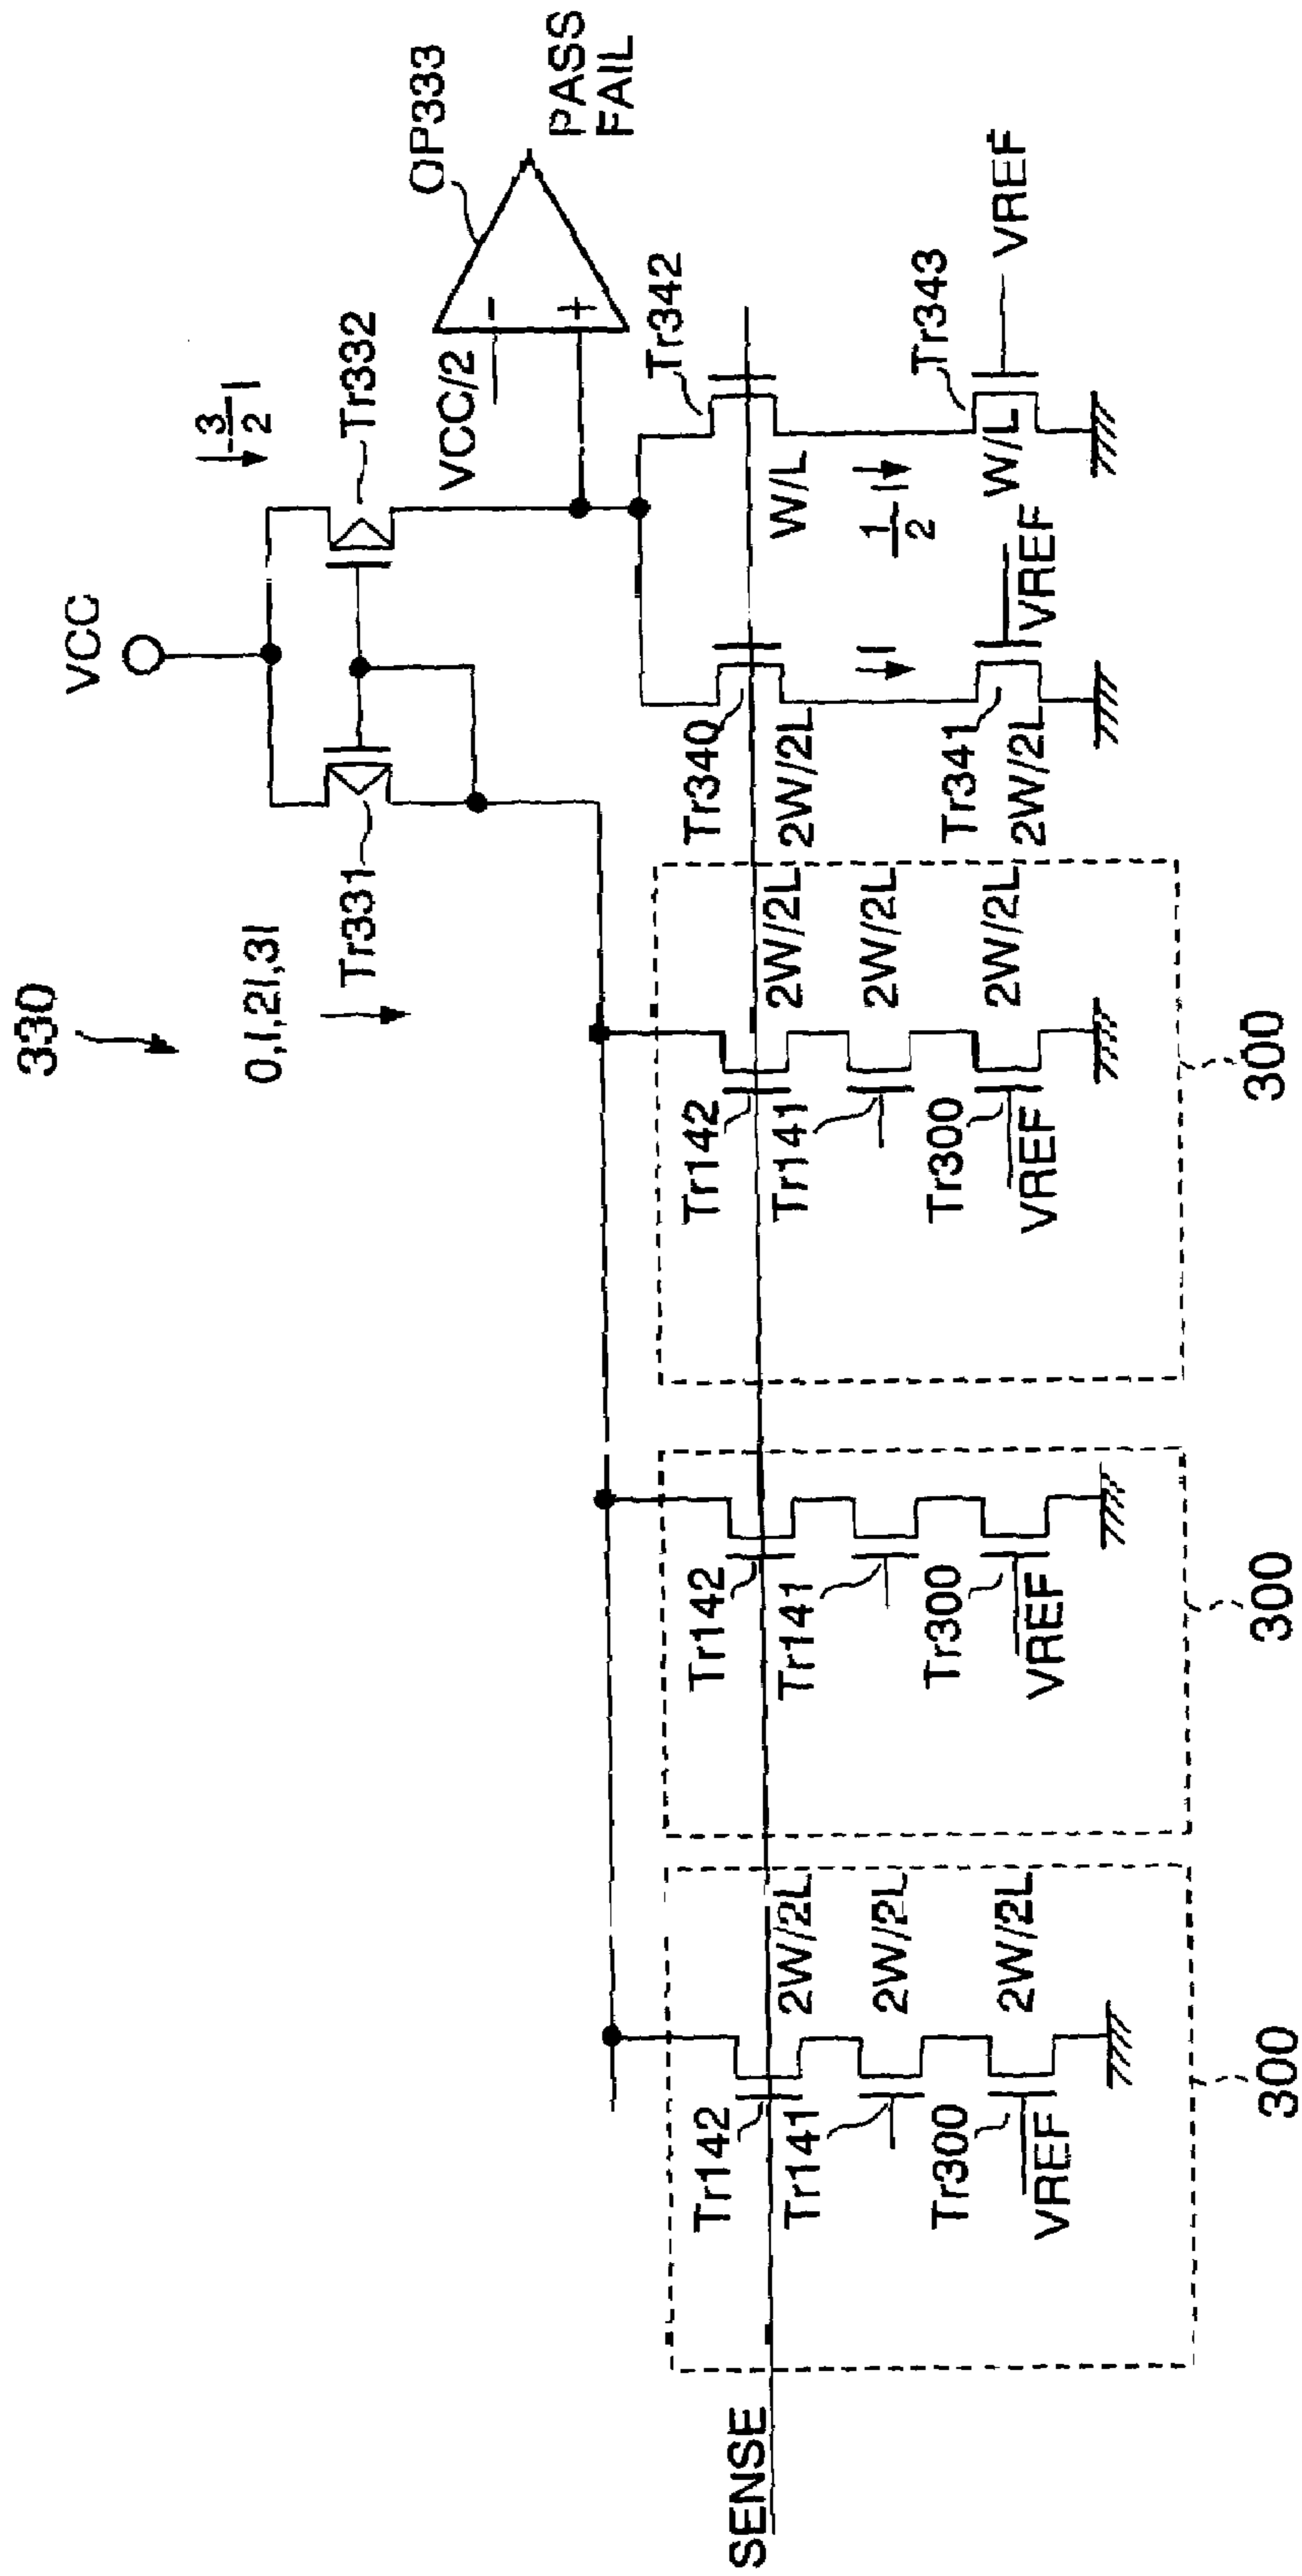 330
VCC
0,I,2I,3I
3/2 I
Tr331
Tr332
OP333
VCC/2
-
+
PASS
FAIL
SENSE
Tr142
2W/2L
Tr141
2W/2L
Tr300
2W/2L
VREF
300
Tr142
Tr141
Tr300
VREF
300
Tr142
2W/2L
Tr141
2W/2L
Tr300
2W/2L
VREF
300
Tr340
2W/2L
I
Tr341
2W/2L
VREF
Tr342
W/L
1/2 I
Tr343
W/L
VREF